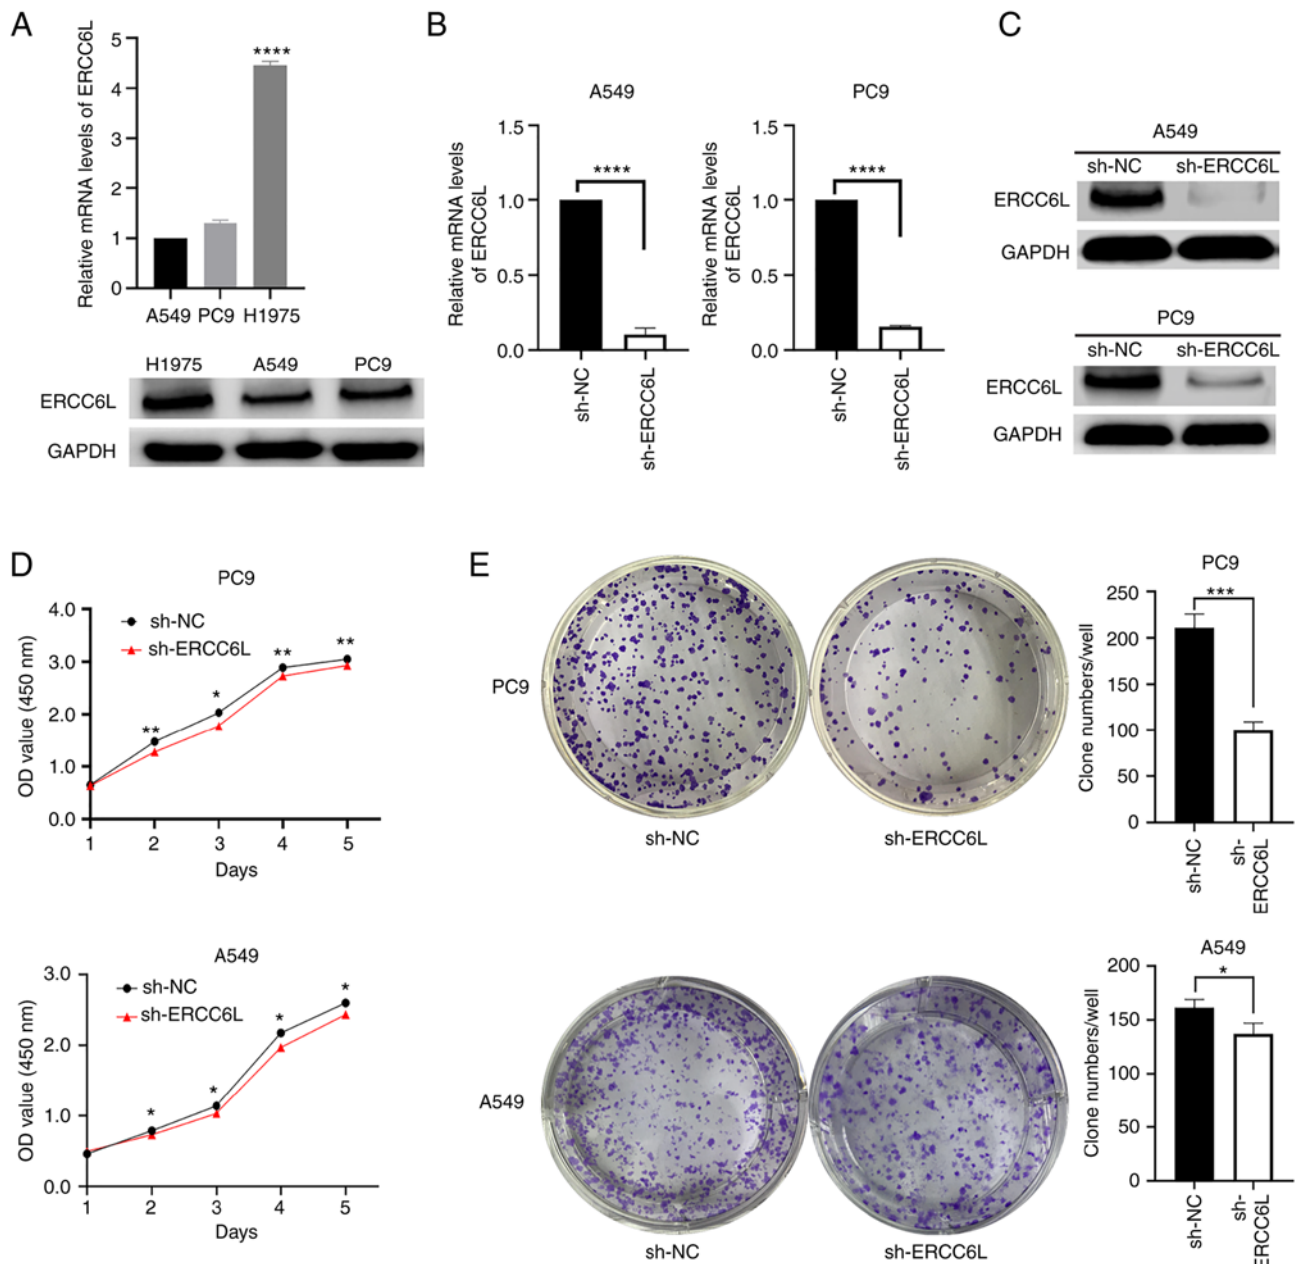 A
Relative mRNA levels of ERCC6L
5
4
3
2
1
0
****
A549 PC9 H1975
H1975 A549 PC9
ERCC6L
GAPDH
B
A549
Relative mRNA levels
of ERCC6L
1.5
1.0
0.5
0.0
****
sh-NC
sh-ERCC6L
PC9
Relative mRNA levels
of ERCC6L
1.5
1.0
0.5
0.0
****
sh-NC
sh-ERCC6L
C
A549
sh-NC sh-ERCC6L
ERCC6L
GAPDH
PC9
sh-NC sh-ERCC6L
ERCC6L
GAPDH
D
PC9
OD value (450 nm)
4.0
3.0
2.0
1.0
0.0
sh-NC
sh-ERCC6L
** * ** **
1 2 3 4 5
Days
A549
OD value (450 nm)
3.0
2.0
1.0
0.0
sh-NC
sh-ERCC6L
* * * *
1 2 3 4 5
Days
E
PC9
sh-NC sh-ERCC6L
PC9
Clone numbers/well
250
200
150
100
50
0
***
sh-NC
sh-
ERCC6L
A549
sh-NC sh-ERCC6L
A549
Clone numbers/well
200
150
100
50
0
*
sh-NC
sh-
ERCC6L